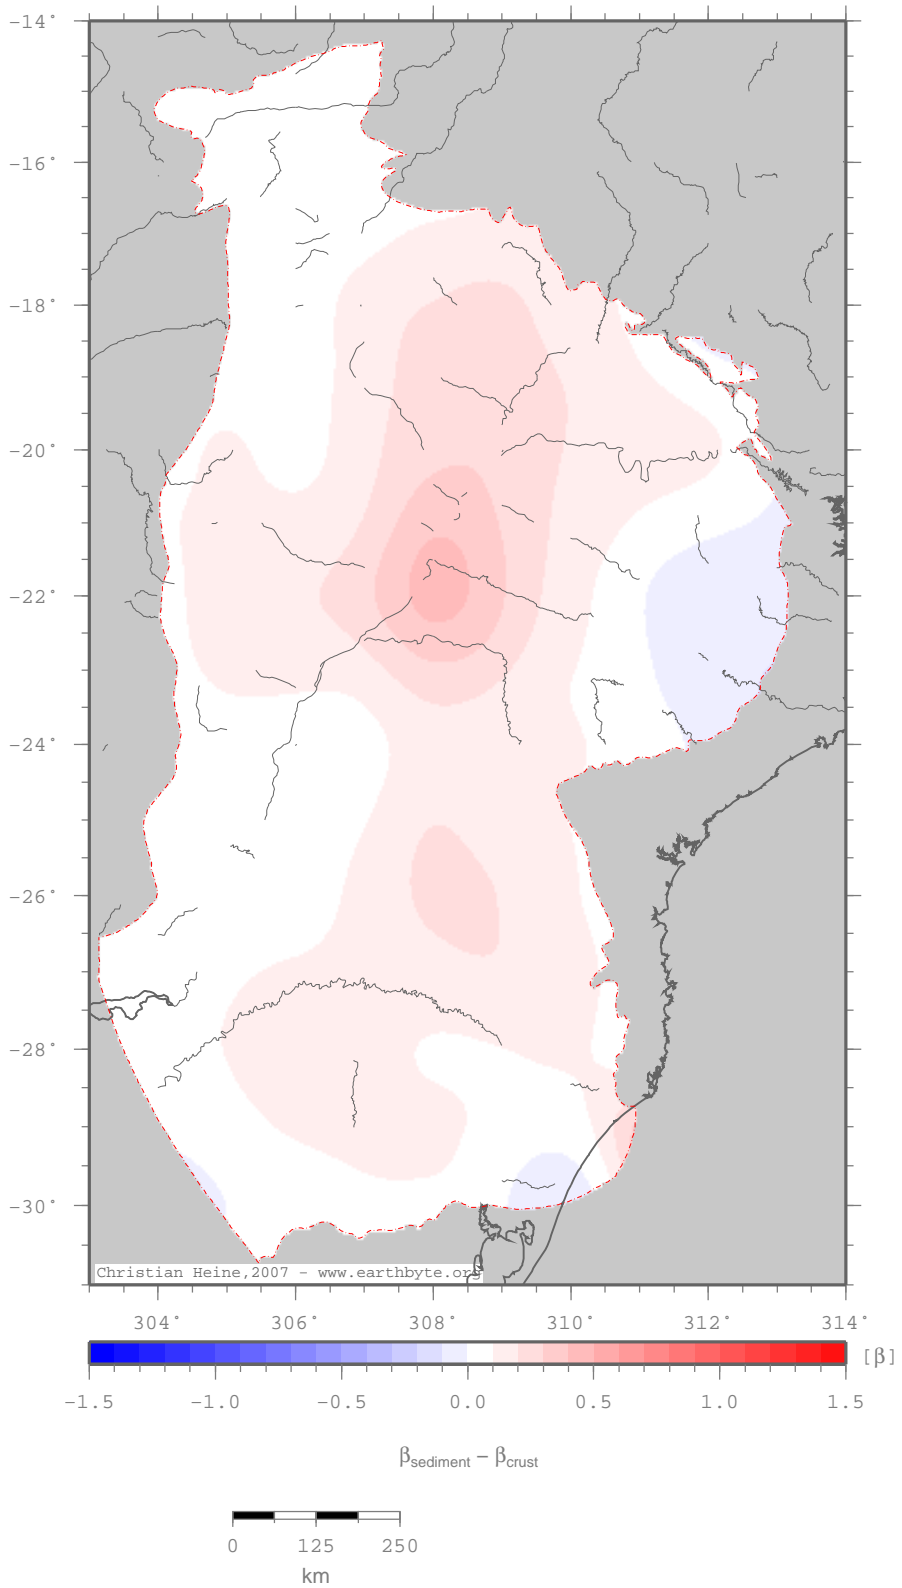 -14°
-16°
-18°
-20°
-22°
-24°
-26°
-28°
-30°
Christian Heine,2007 - www.earthbyte.org
304° 306° 308° 310° 312° 314°
[β]
-1.5 -1.0 -0.5 0.0 0.5 1.0 1.5
βsediment – βcrust
0 125 250
km